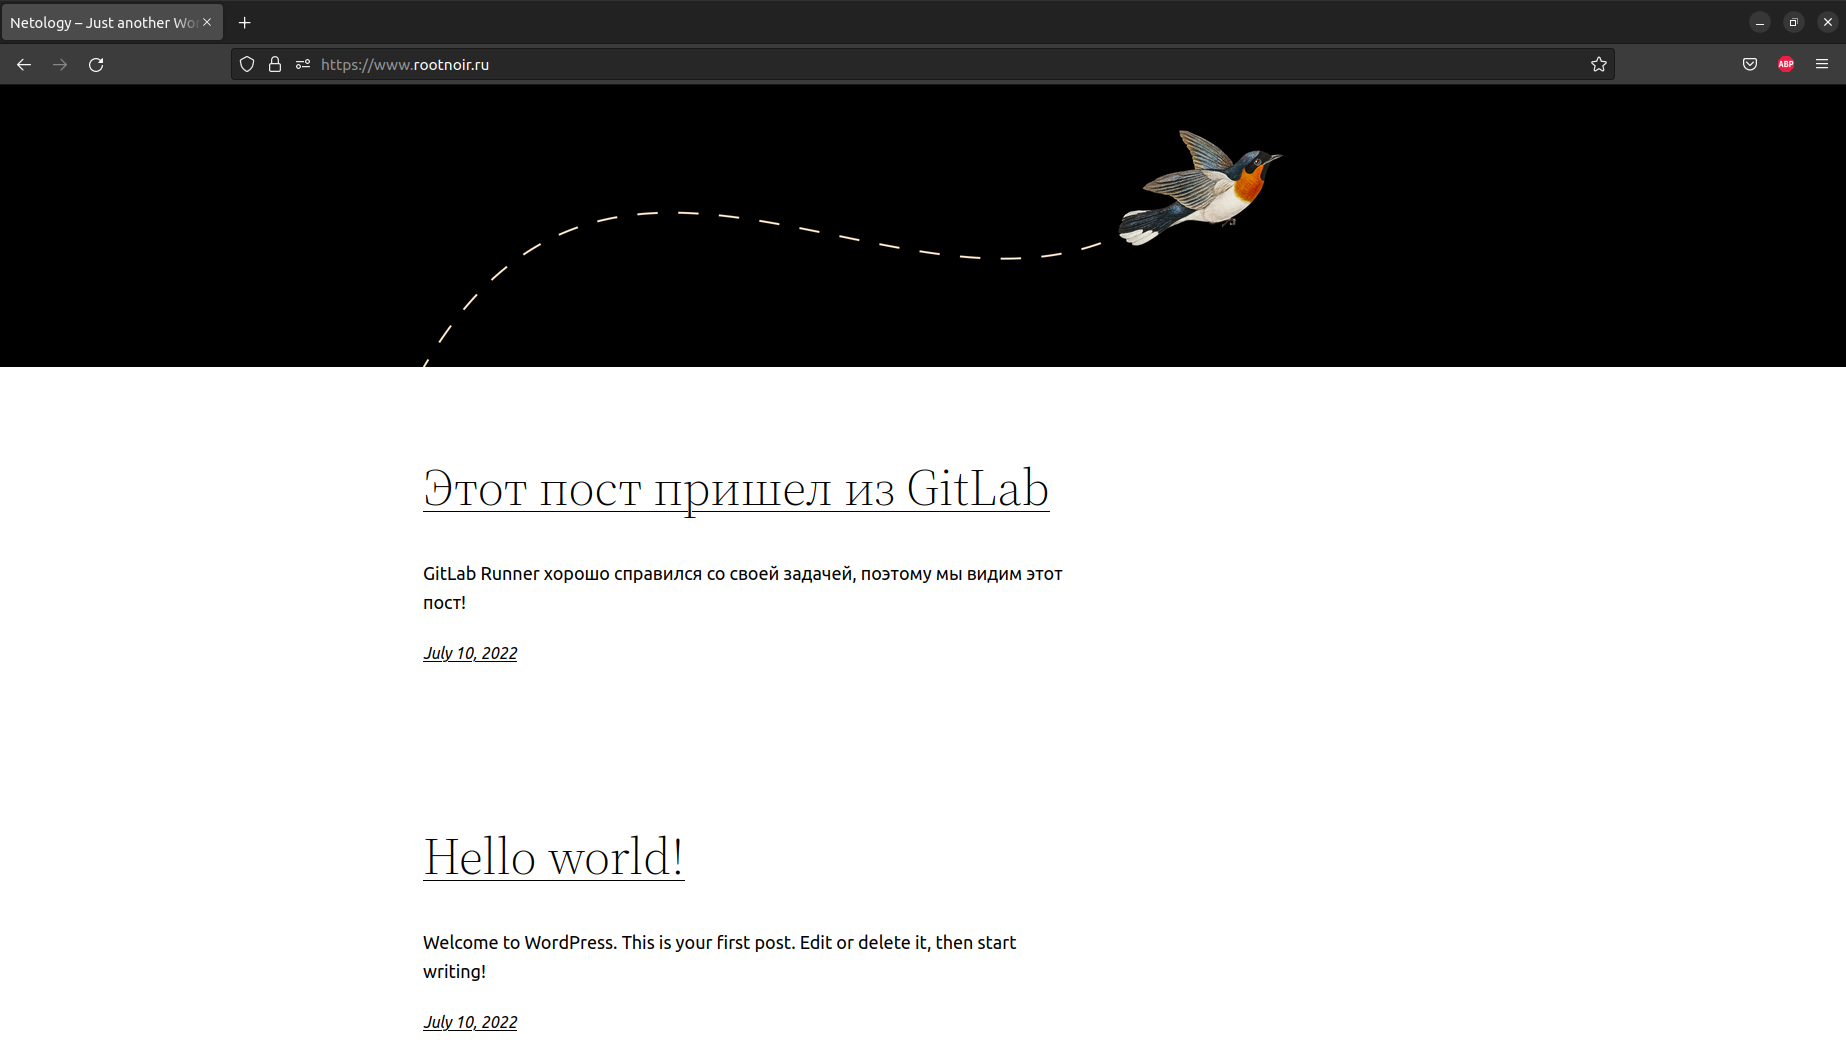 Netology – Just another Wor
https://www.rootnoir.ru
ABP
Этот пост пришел из GitLab
GitLab Runner хорошо справился со своей задачей, поэтому мы видим этот
пост!
July 10, 2022
Hello world!
Welcome to WordPress. This is your first post. Edit or delete it, then start
writing!
July 10, 2022